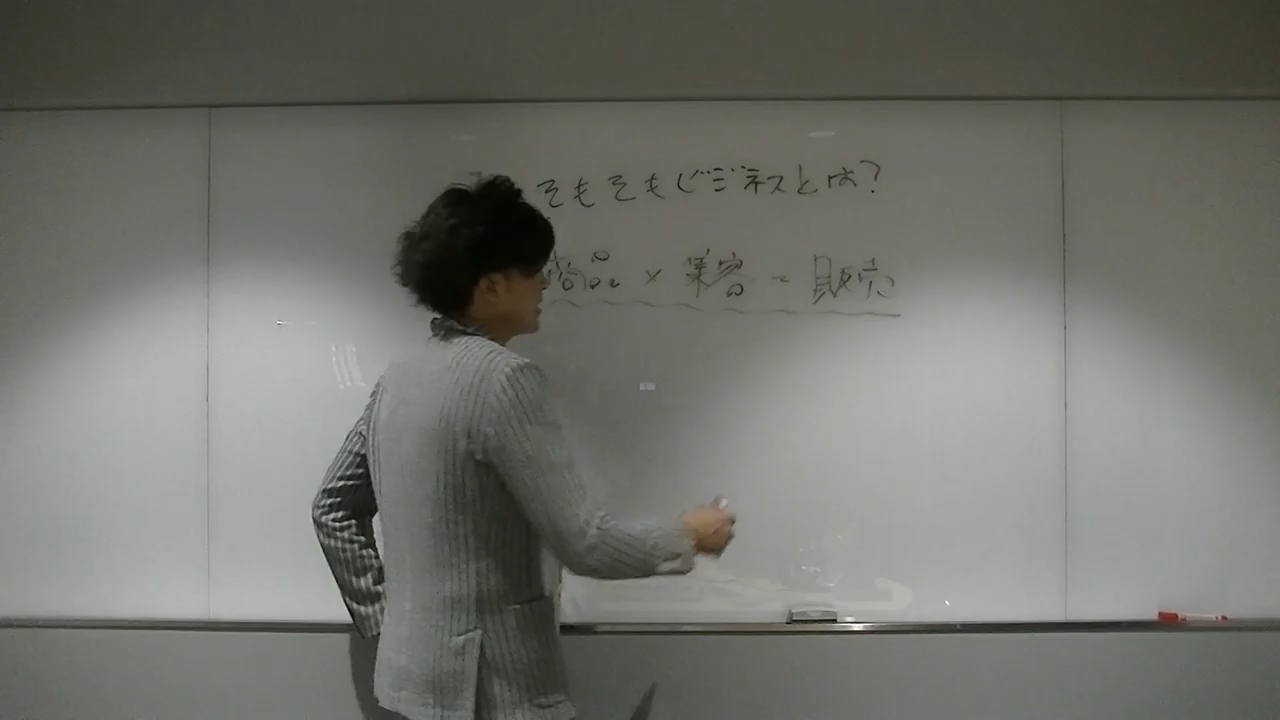 そもそもビジネスとは?
商品 × 集客 = 販売